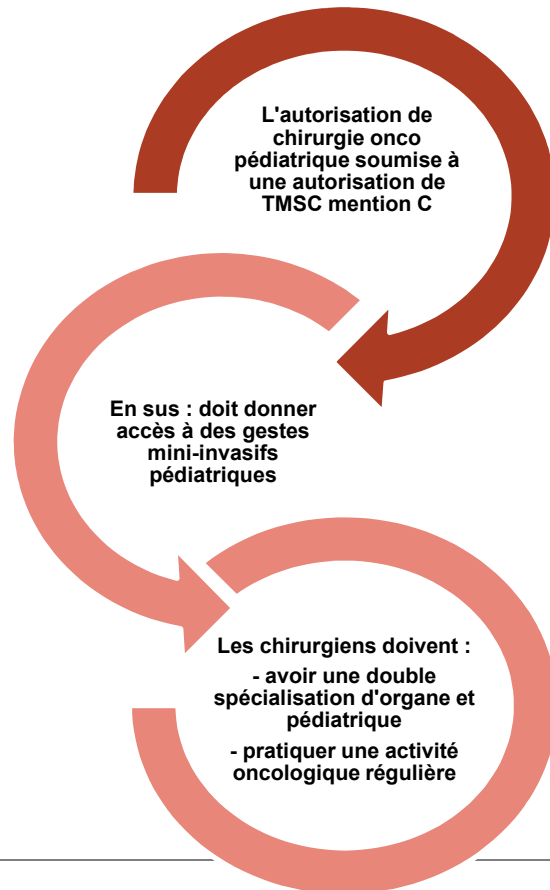 L'autorisation de
chirurgie onco
pédiatrique soumise à
une autorisation de
TMSC mention C
En sus : doit donner
accès à des gestes
mini-invasifs
pédiatriques
Les chirurgiens doivent :
- avoir une double
spécialisation d'organe et
pédiatrique
- pratiquer une activité
oncologique régulière